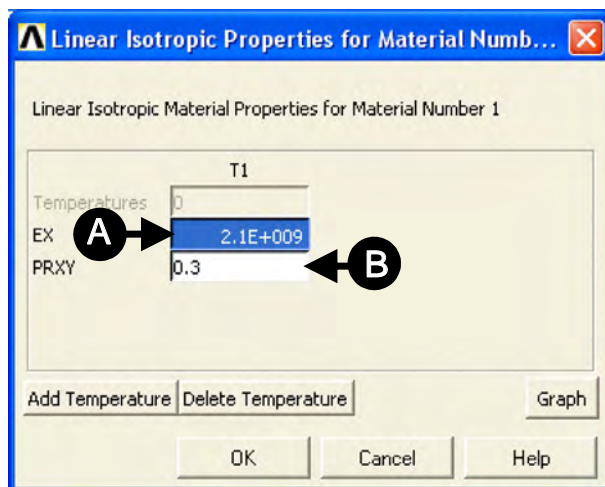 Linear Isotropic Properties for Material Numb...
Linear Isotropic Material Properties for Material Number 1
T1
Temperatures 0
EX A 2.1E+009
PRXY 0.3 B
Add Temperature Delete Temperature Graph
OK Cancel Help